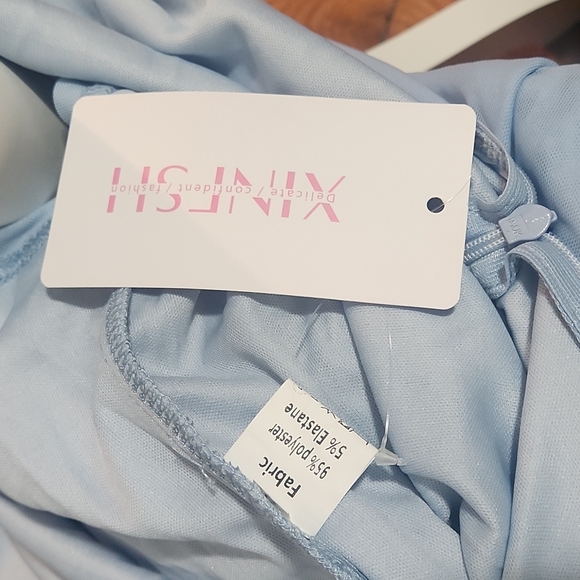 XINFSH
Delicate / confident / fashion
Fabric
95% polyester
5% Elastane